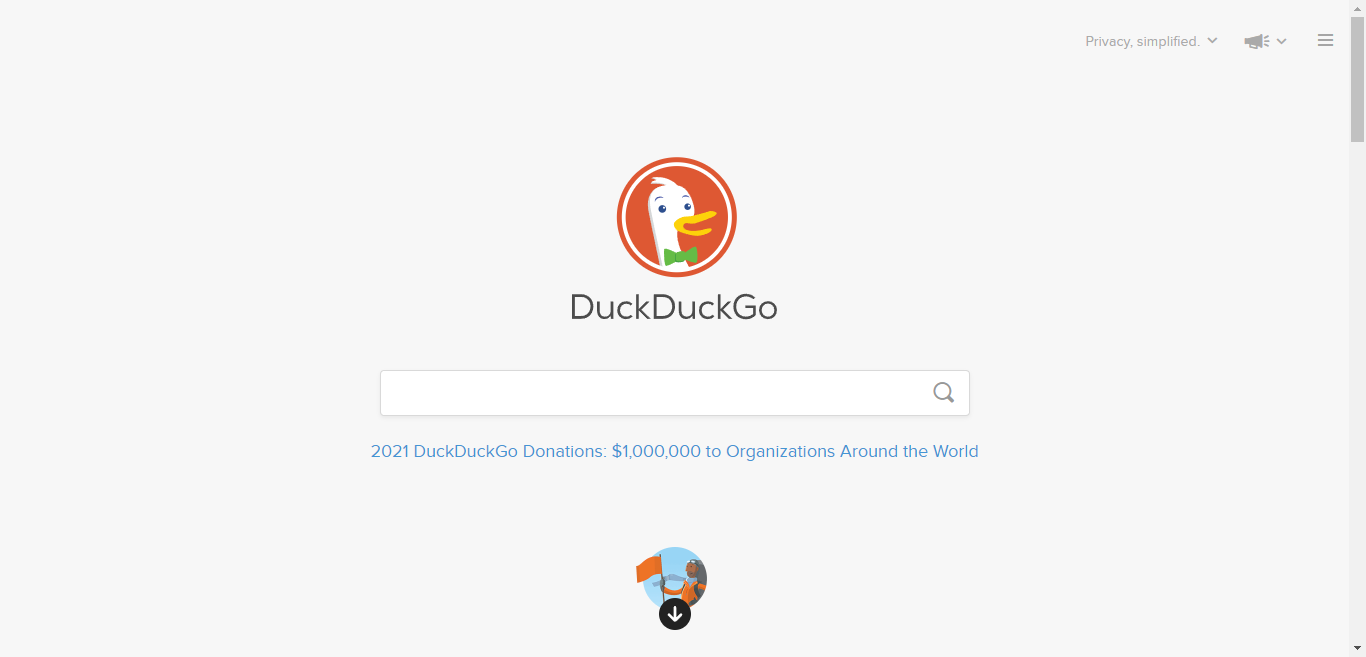 Privacy, simplified.
DuckDuckGo
2021 DuckDuckGo Donations: $1,000,000 to Organizations Around the World